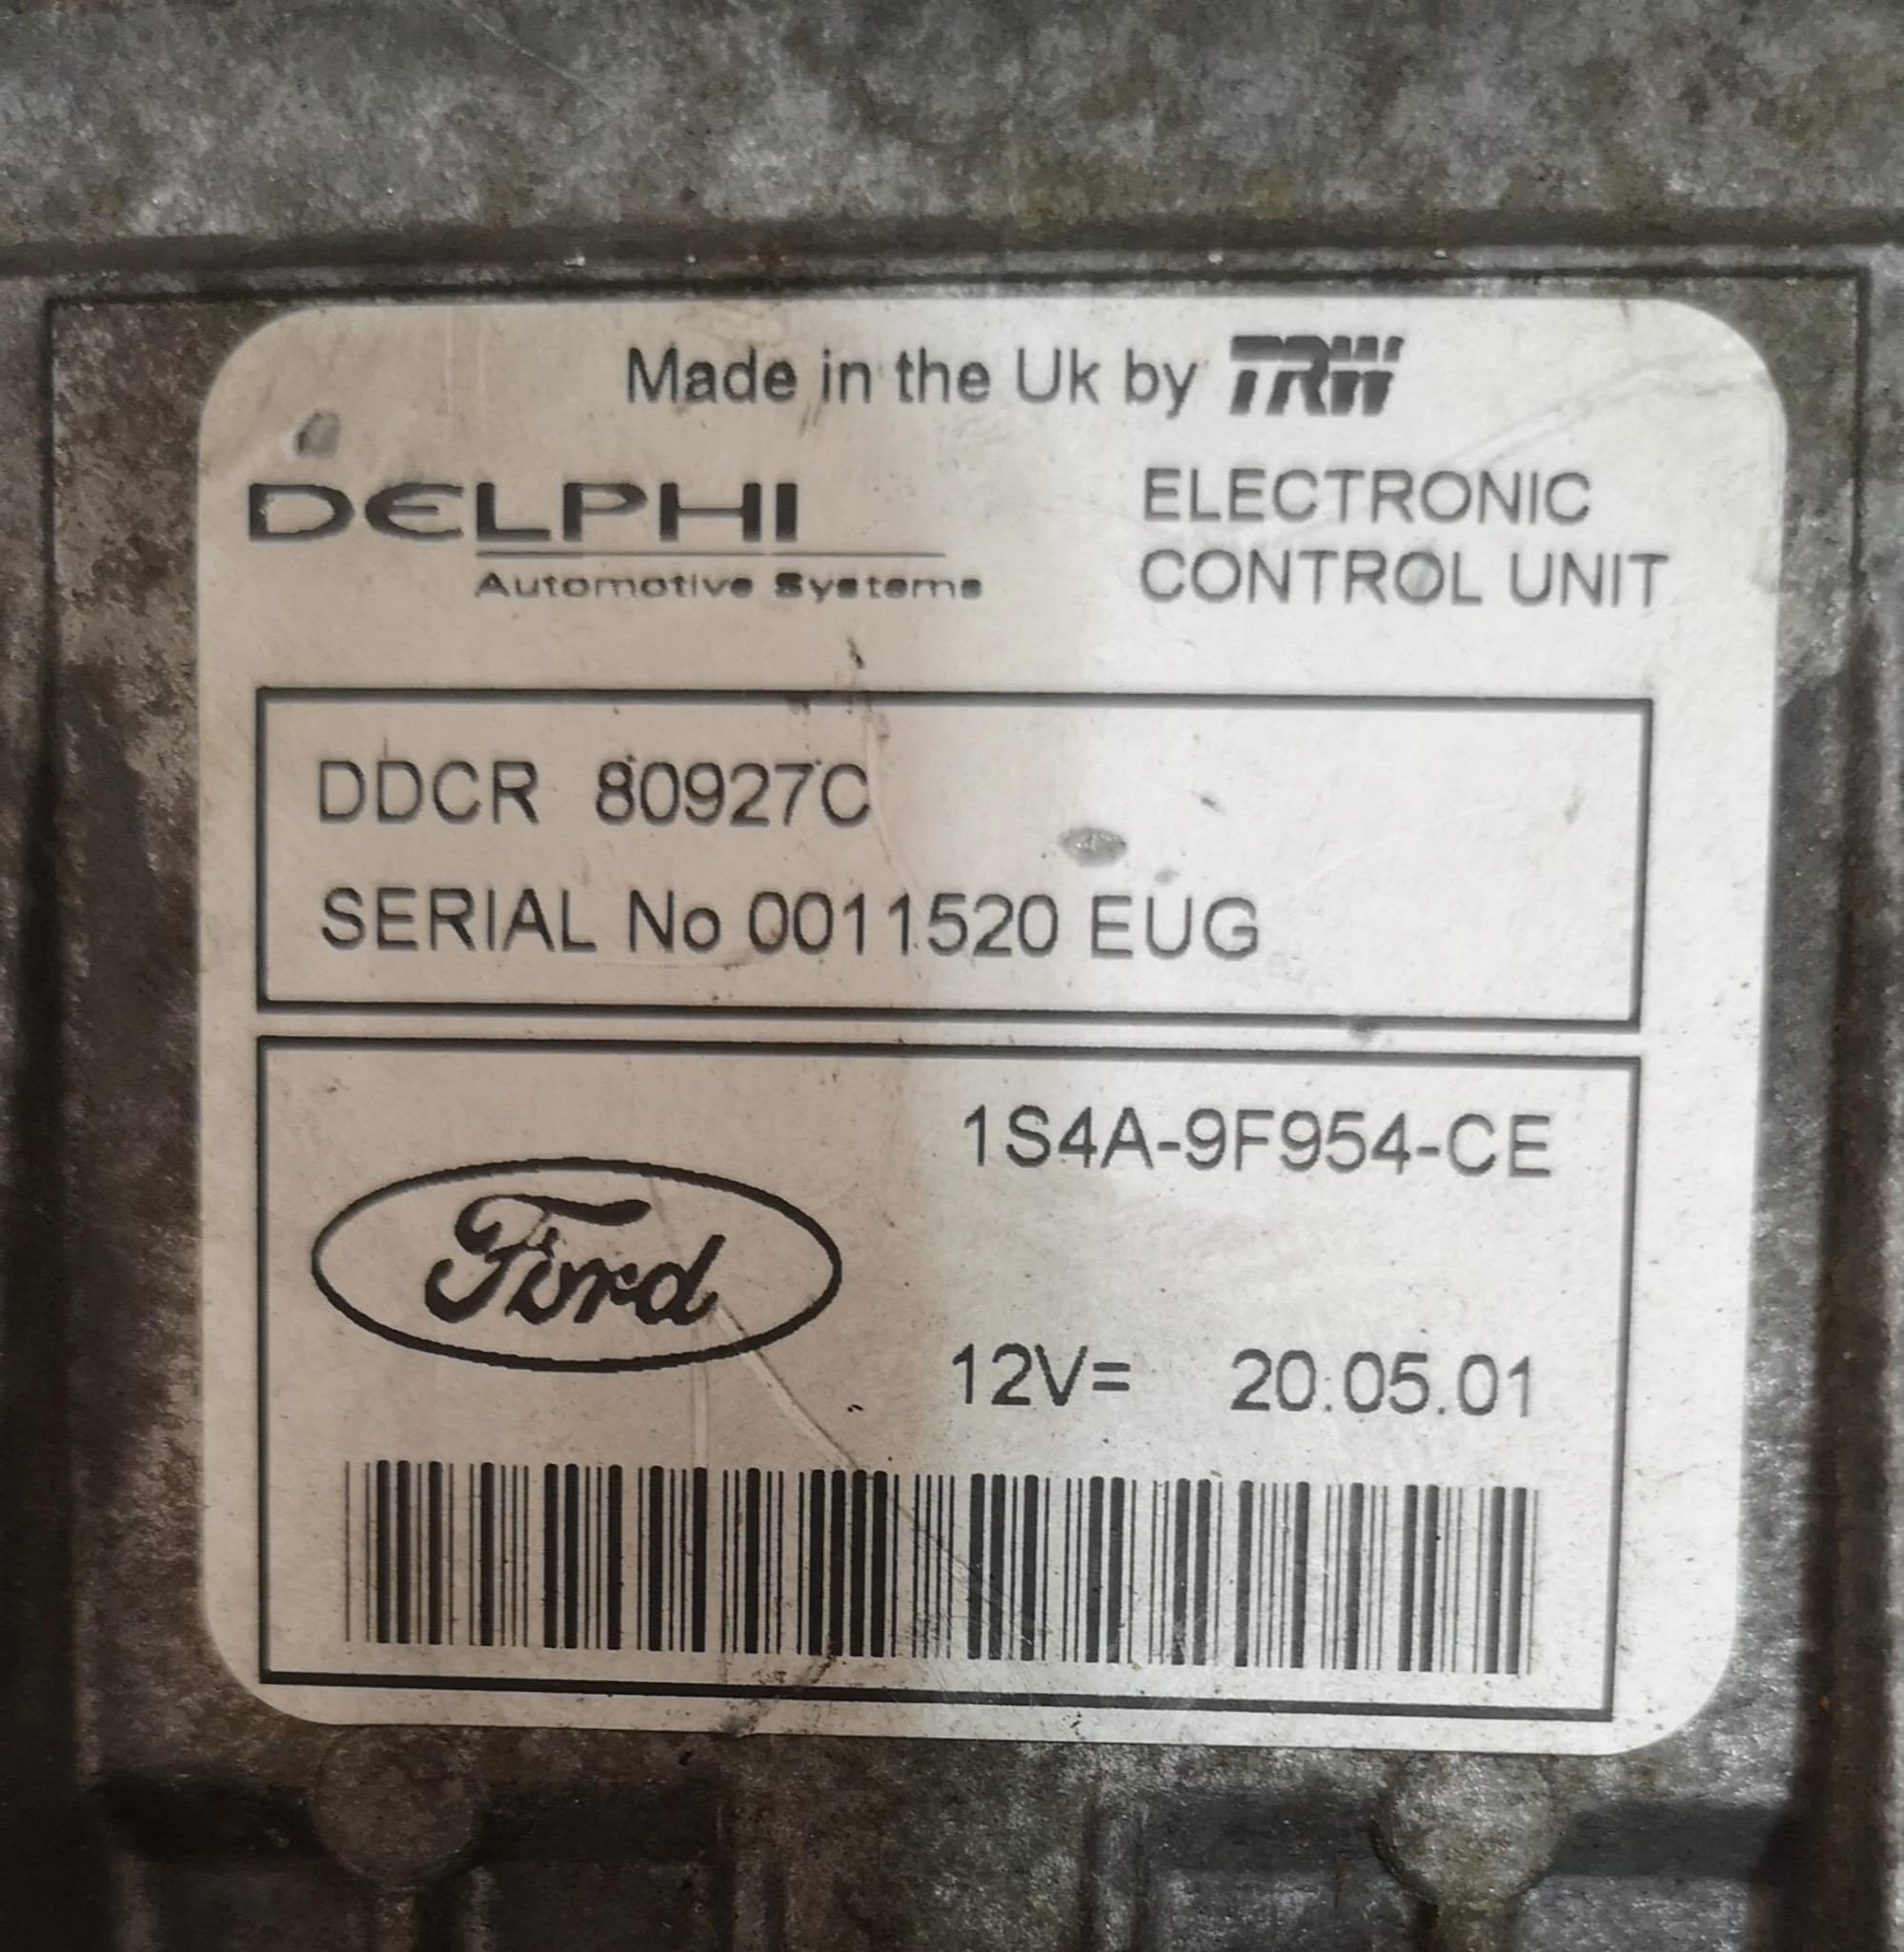 Made in the Uk by TRW
DELPHI
Automotive Systems
ELECTRONIC
CONTROL UNIT
DDCR 80927C
SERIAL No 0011520 EUG
1S4A-9F954-CE
Ford
12V= 20.05.01